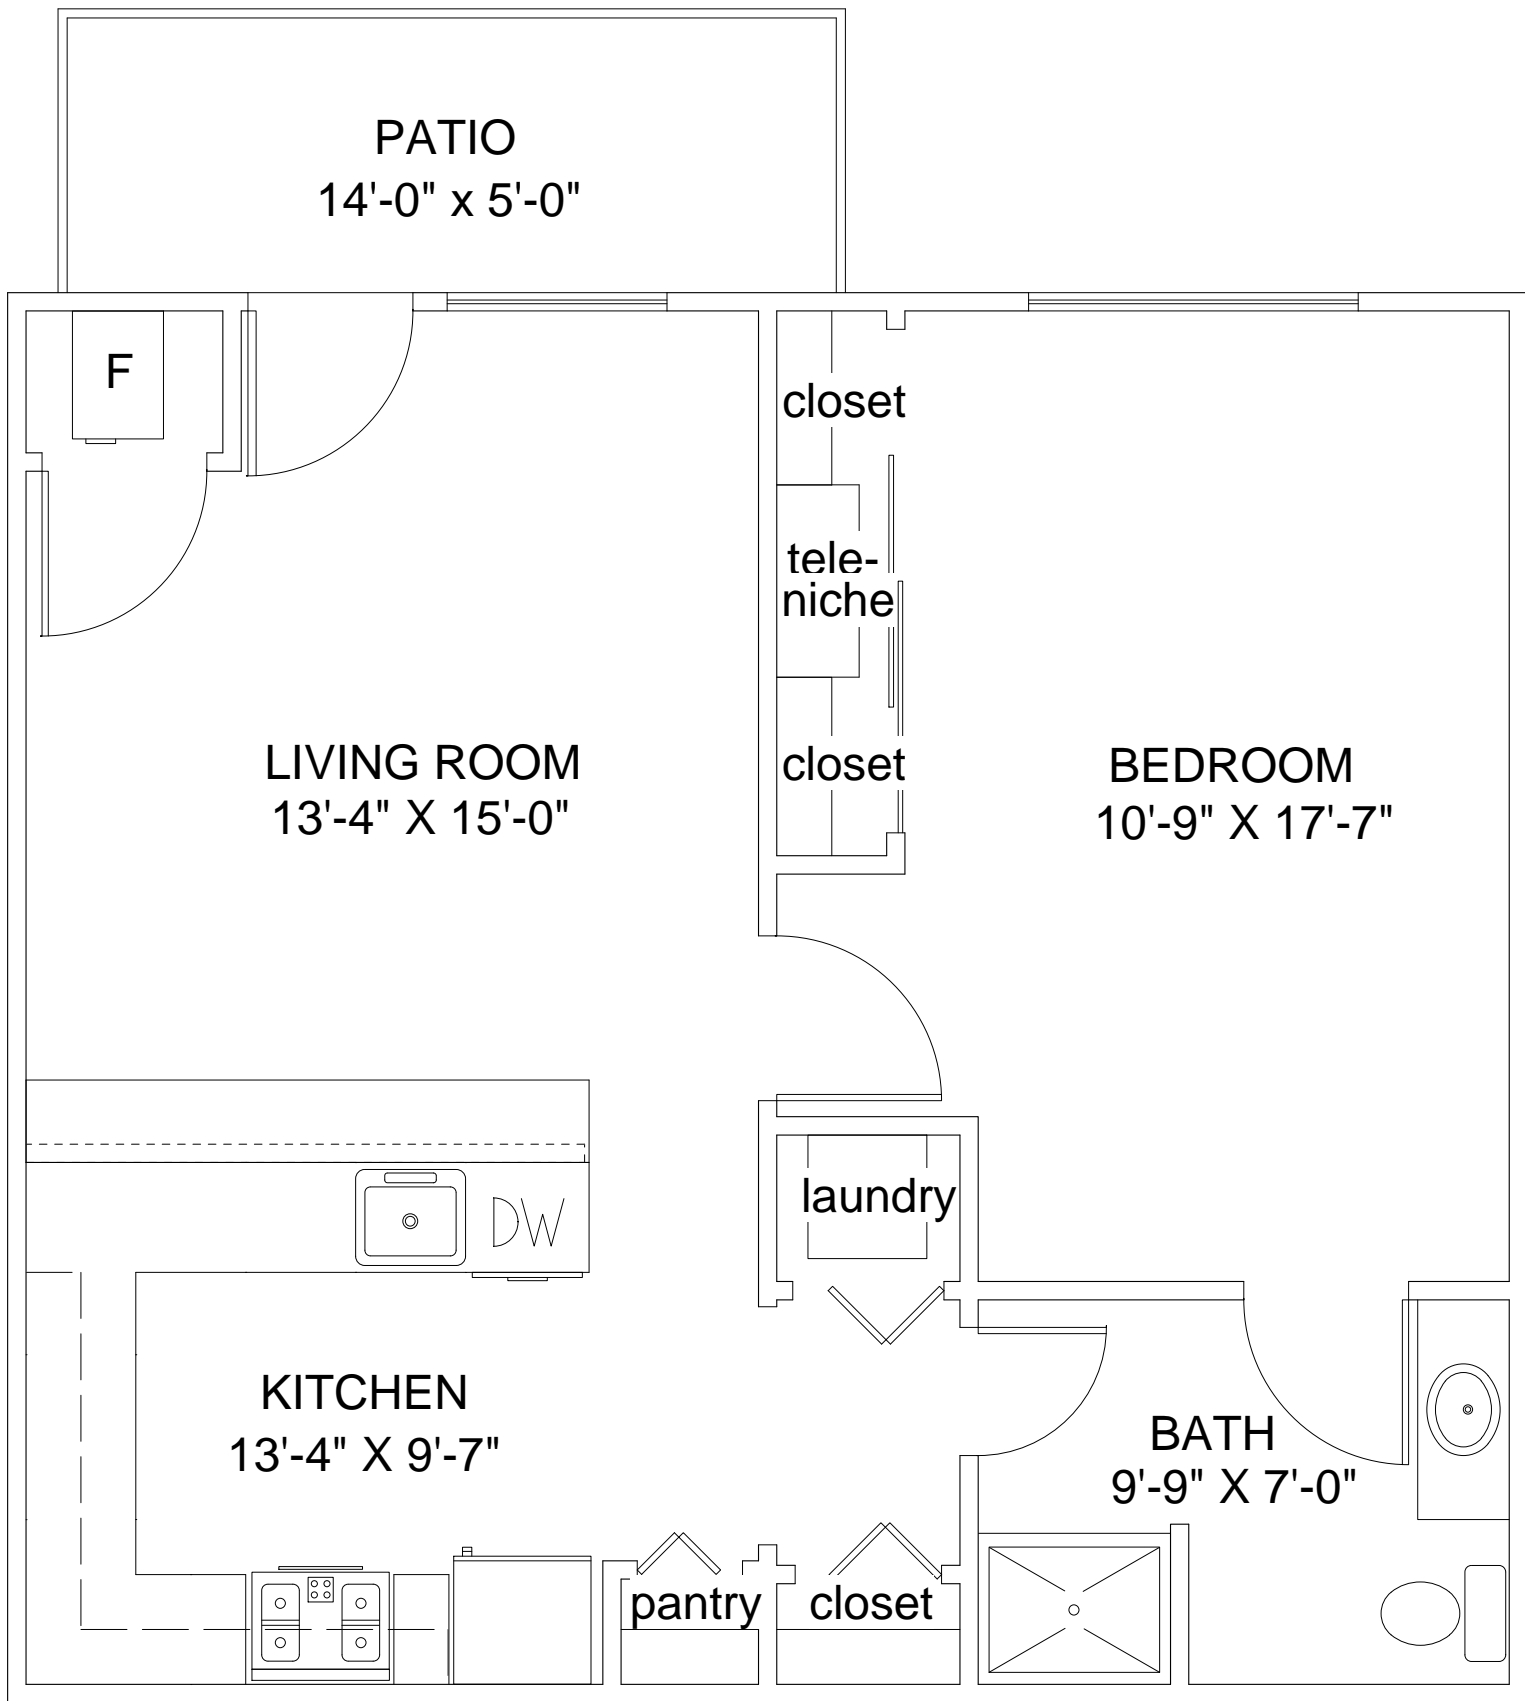 PATIO
14'-0" x 5'-0"
F
closet
tele-
niche
closet
LIVING ROOM
13'-4" X 15'-0"
BEDROOM
10'-9" X 17'-7"
laundry
DW
KITCHEN
13'-4" X 9'-7"
BATH
9'-9" X 7'-0"
pantry
closet